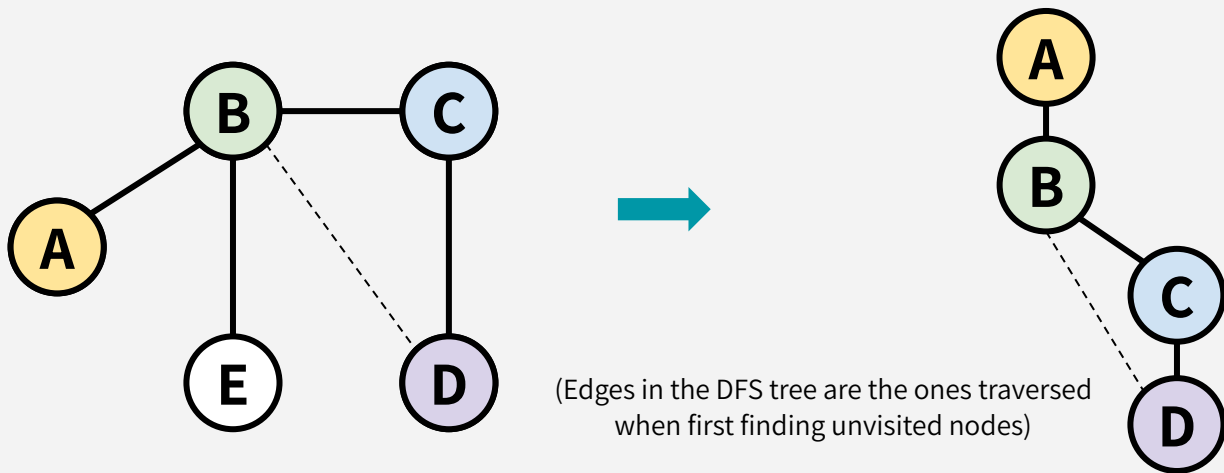 A
B
C
A
B
C
E
D
D
(Edges in the DFS tree are the ones traversed
when first finding unvisited nodes)